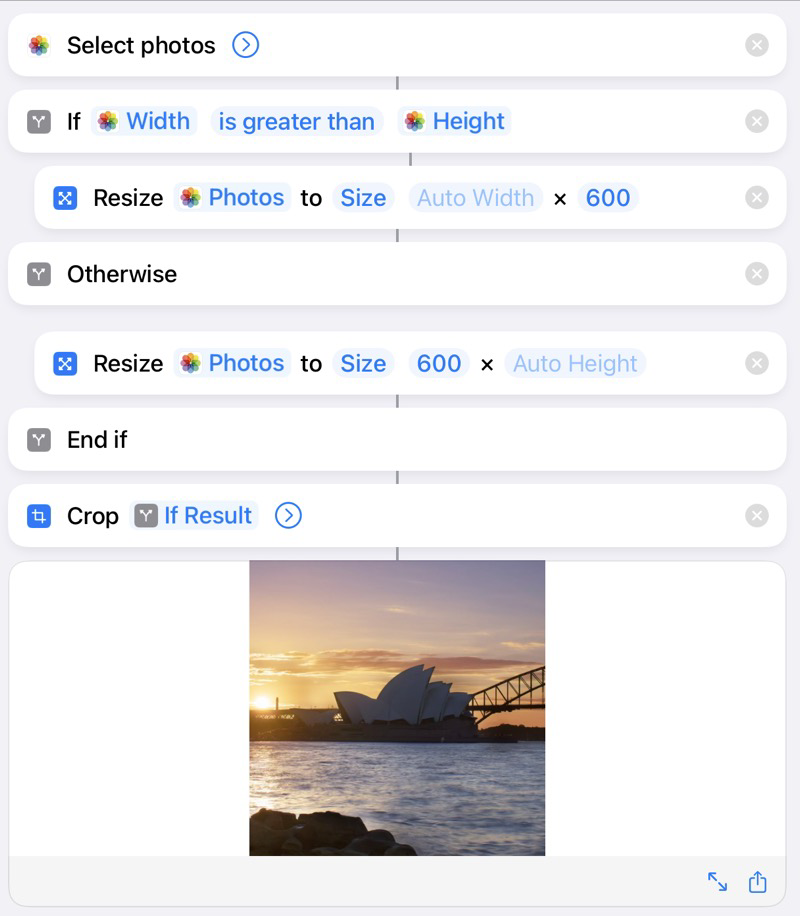 Select photos
If Width is greater than Height
Resize Photos to Size Auto Width × 600
Otherwise
Resize Photos to Size 600 × Auto Height
End if
Crop If Result